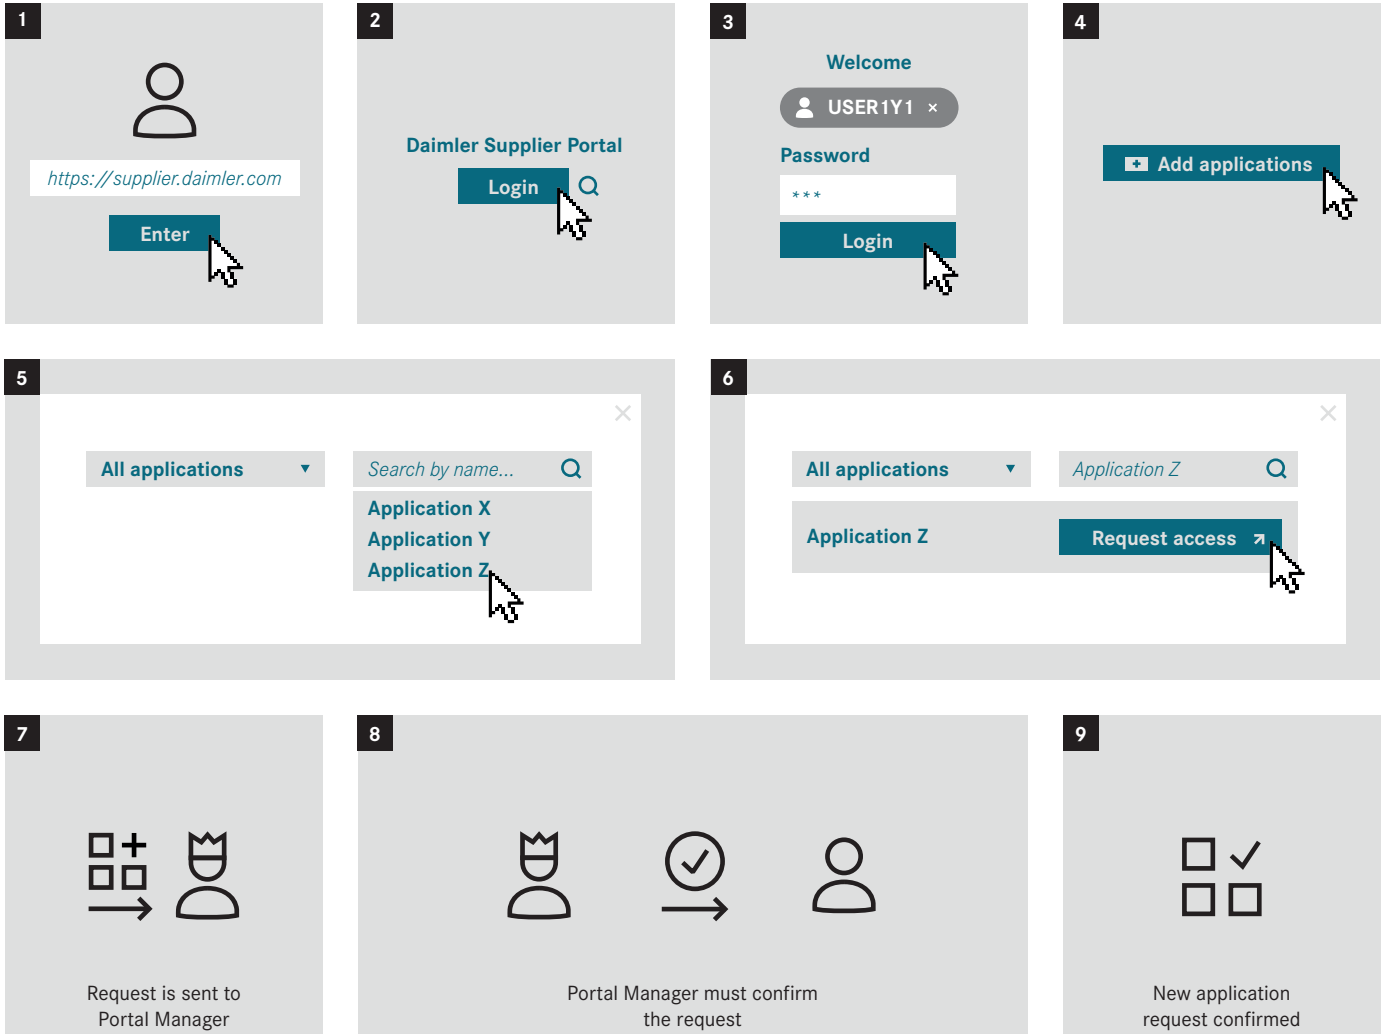 1
https://supplier.daimler.com
Enter
2
Daimler Supplier Portal
Login
3
Welcome
USER1Y1 ×
Password
***
Login
4
Add applications
5
All applications
Search by name...
Application X
Application Y
Application Z
6
All applications
Application Z
Application Z
Request access
7
Request is sent to
Portal Manager
8
Portal Manager must confirm
the request
9
New application
request confirmed